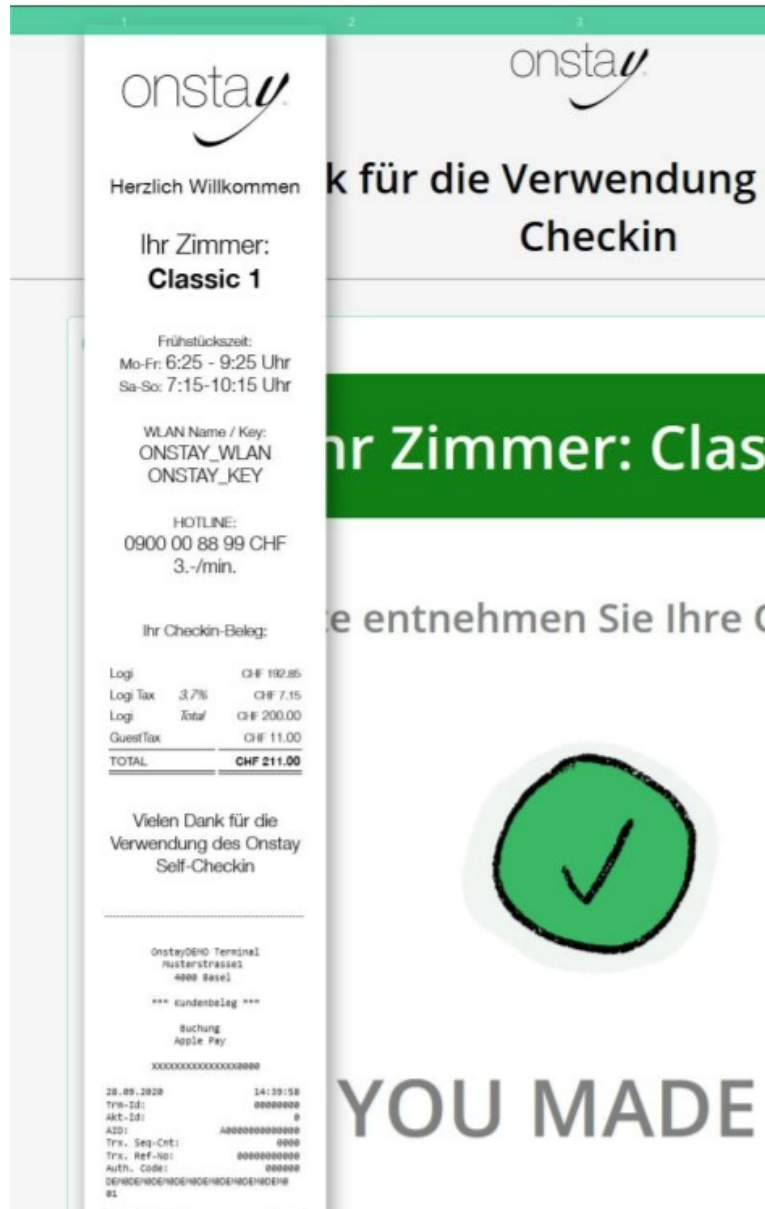 1 2 3
onstay
Herzlich Willkommen
Ihr Zimmer:
Classic 1
Frühstückszeit:
Mo-Fr: 6:25 - 9:25 Uhr
Sa-So: 7:15-10:15 Uhr
WLAN Name / Key:
ONSTAY_WLAN
ONSTAY_KEY
HOTLINE:
0900 00 88 99 CHF
3.-/min.
Ihr Checkin-Beleg:
Logi CHF 192.85
Logi Tax 3.7% CHF 7.15
Logi Total CHF 200.00
GuestTax CHF 11.00
TOTAL CHF 211.00
Vielen Dank für die
Verwendung des Onstay
Self-Checkin
OnstayDEMO Terminal
Musterstrasse1
4000 Basel
*** Kundenbeleg ***
Buchung
Apple Pay
XXXXXXXXXXXXXXX0000
28.09.2020 14:39:58
Trm-Id: 00000000
Akt-Id: 0
AID: A0000000000000
Trx. Seq-Cnt: 0000
Trx. Ref-No: 00000000000
Auth. Code: 000000
DEMODEMODEMODEMODEMODEMODEMODEMO
01
onstay
k für die Verwendung
Checkin
hr Zimmer: Clas
te entnehmen Sie Ihre
YOU MADE